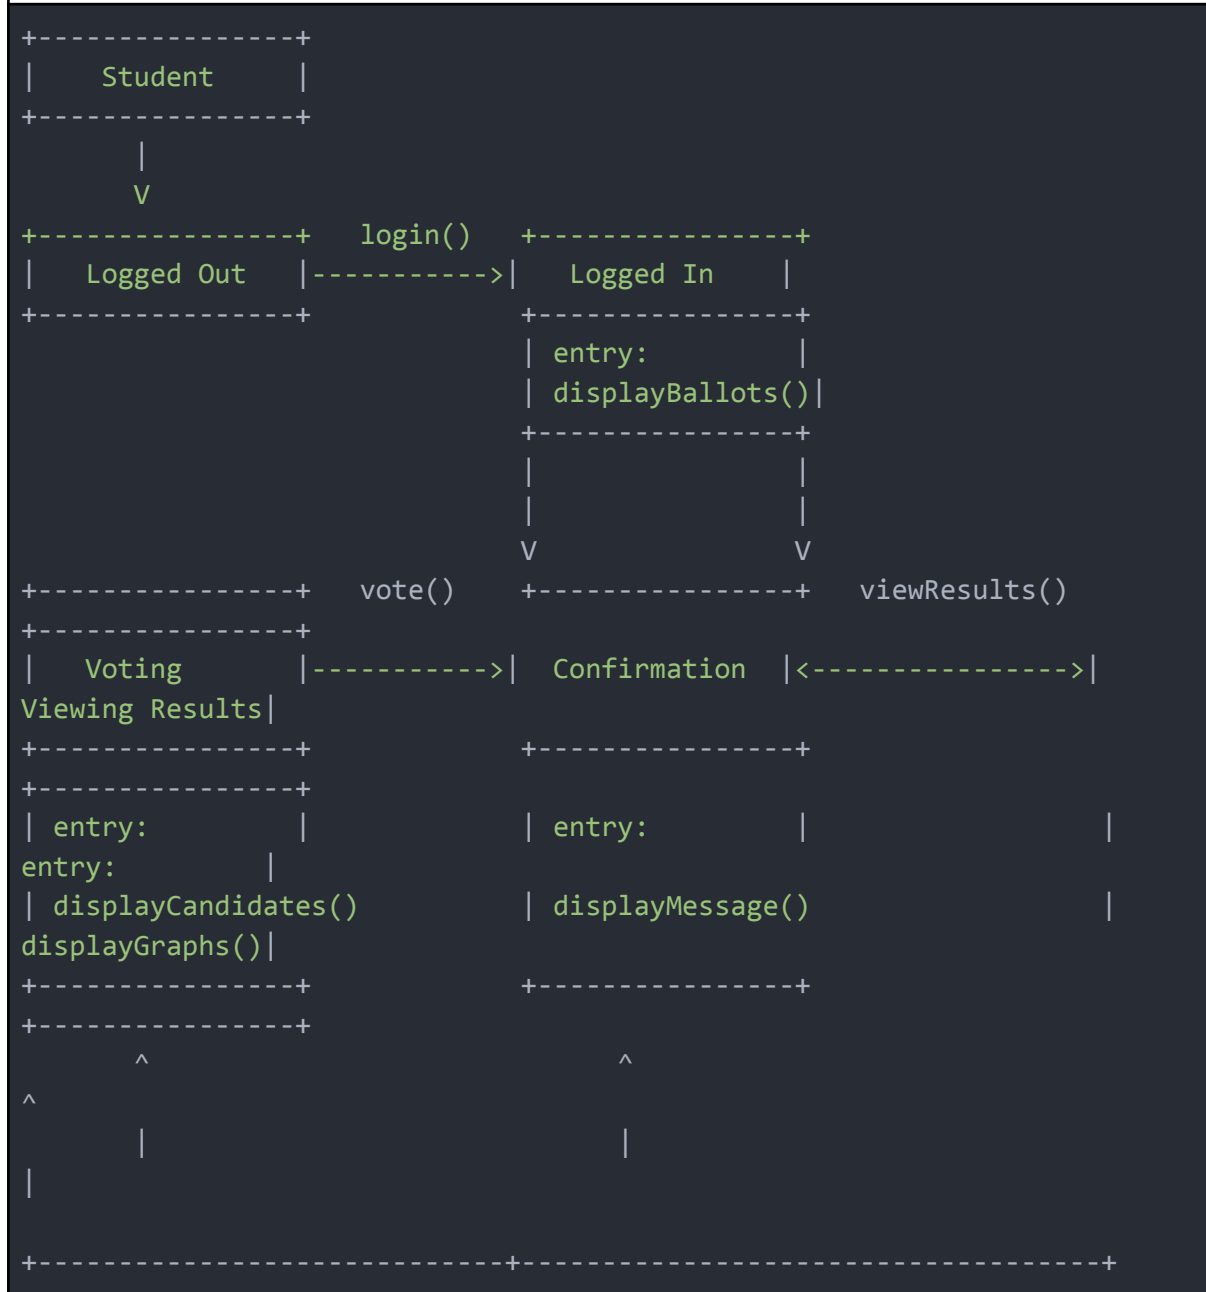 +----------------+
|    Student     |
+----------------+
       |
       V
+----------------+   login()   +----------------+
|   Logged Out   |----------->|   Logged In    |
+----------------+             +----------------+
                               | entry:         |
                               | displayBallots()|
                               +----------------+
                               |                |
                               |                |
                               V                V
+----------------+   vote()    +----------------+   viewResults()
+----------------+
|   Voting       |----------->|  Confirmation  |<---------------->|
Viewing Results|
+----------------+             +----------------+
+----------------+
| entry:         |             | entry:         |                  |
entry:         |
| displayCandidates()          | displayMessage()                  |
displayGraphs()|
+----------------+             +----------------+
+----------------+
       ^                              ^
^
       |                              |
|
+-----------------------------+------------------------------------+